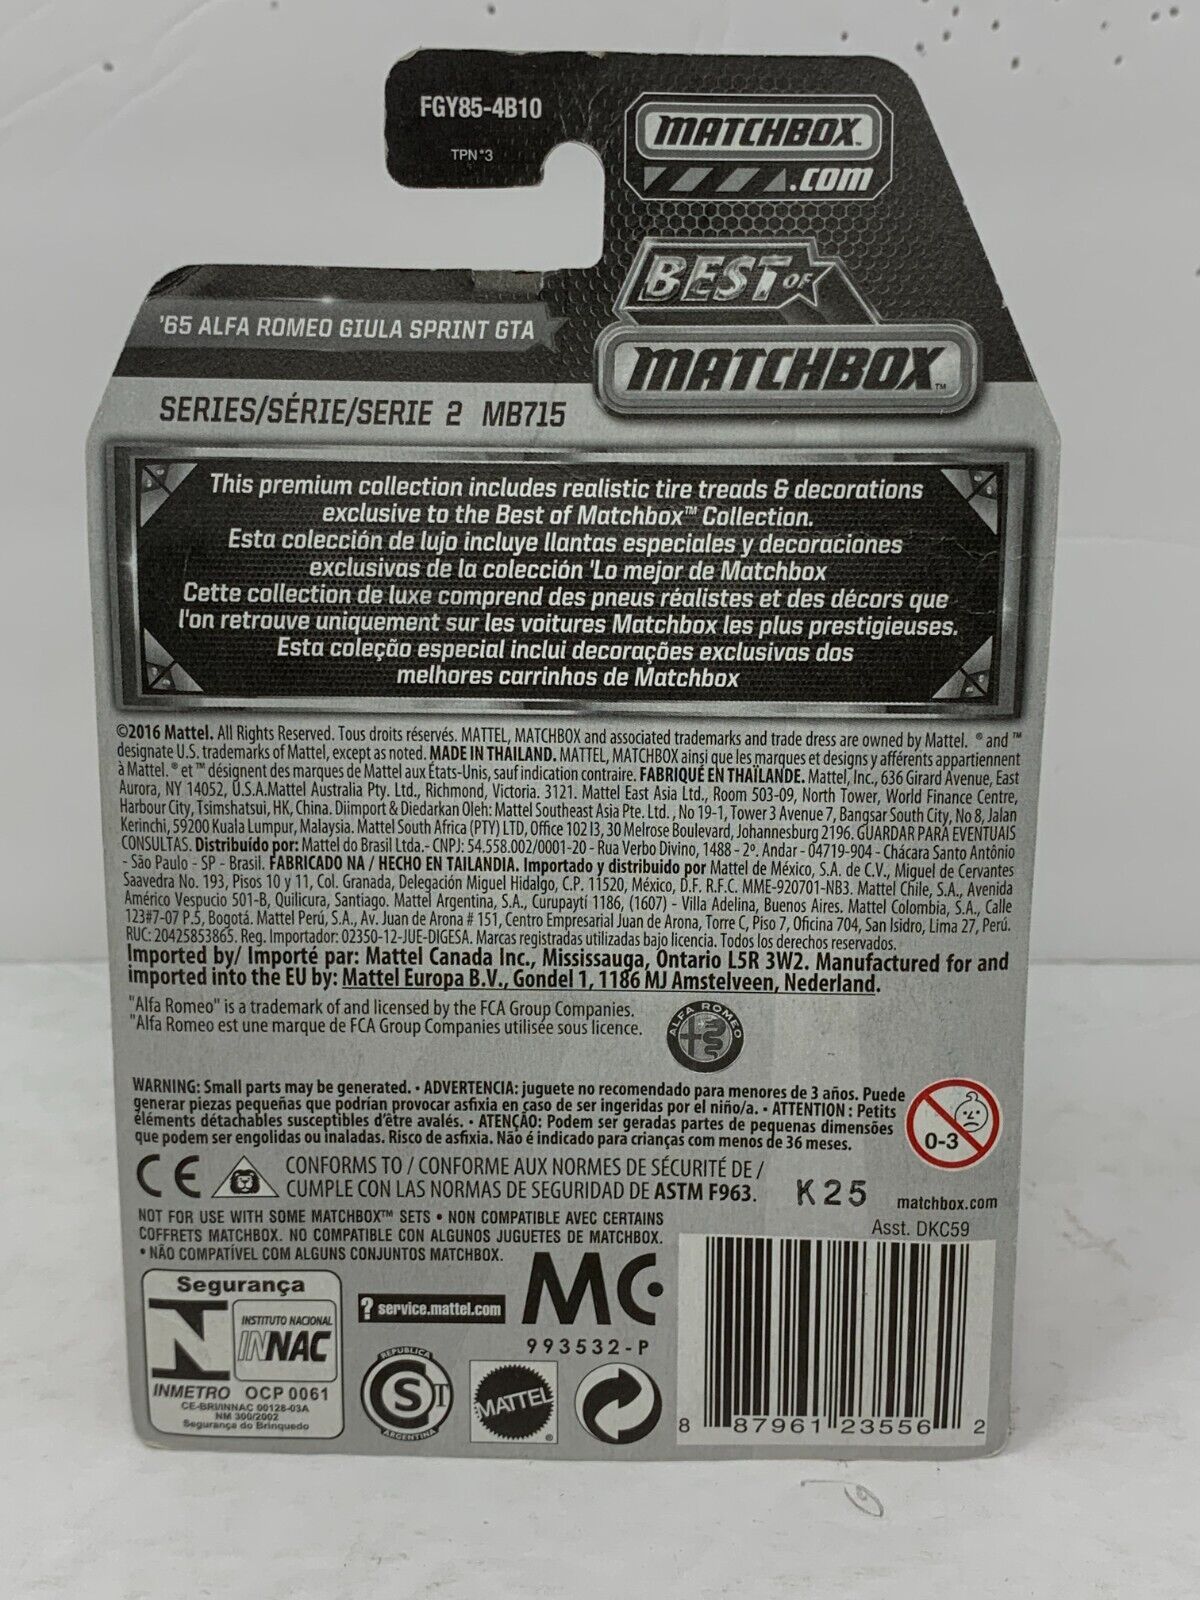 FGY85-4B10
TPN*3
MATCHBOX
.COM
BEST OF
MATCHBOX™
'65 ALFA ROMEO GIULA SPRINT GTA
SERIES/SÉRIE/SERIE 2 MB715
This premium collection includes realistic tire treads & decorations
exclusive to the Best of Matchbox™ Collection.
Esta colección de lujo incluye llantas especiales y decoraciones
exclusivas de la colección 'Lo mejor de Matchbox
Cette collection de luxe comprend des pneus réalistes et des décors que
l'on retrouve uniquement sur les voitures Matchbox les plus prestigieuses.
Esta coleção especial inclui decorações exclusivas dos
melhores carrinhos de Matchbox
©2016 Mattel. All Rights Reserved. Tous droits réservés. MATTEL, MATCHBOX and associated trademarks and trade dress are owned by Mattel. ® and ™
designate U.S. trademarks of Mattel, except as noted. MADE IN THAILAND. MATTEL, MATCHBOX ainsi que les marques et designs y afférents appartiennent
à Mattel. ® et ™ désignent des marques de Mattel aux États-Unis, sauf indication contraire. FABRIQUÉ EN THAÏLANDE. Mattel, Inc., 636 Girard Avenue, East
Aurora, NY 14052, U.S.A.Mattel Australia Pty. Ltd., Richmond, Victoria. 3121. Mattel East Asia Ltd., Room 503-09, North Tower, World Finance Centre,
Harbour City, Tsimshatsui, HK, China. Diimport & Diedarkan Oleh: Mattel Southeast Asia Pte. Ltd. , No 19-1, Tower 3 Avenue 7, Bangsar South City, No 8, Jalan
Kerinchi, 59200 Kuala Lumpur, Malaysia. Mattel South Africa (PTY) LTD, Office 102 I3, 30 Melrose Boulevard, Johannesburg 2196. GUARDAR PARA EVENTUAIS
CONSULTAS. Distribuído por: Mattel do Brasil Ltda.- CNPJ: 54.558.002/0001-20 - Rua Verbo Divino, 1488 - 2º. Andar - 04719-904 - Chácara Santo Antônio
- São Paulo - SP - Brasil. FABRICADO NA / HECHO EN TAILANDIA. Importado y distribuido por Mattel de México, S.A. de C.V., Miguel de Cervantes
Saavedra No. 193, Pisos 10 y 11, Col. Granada, Delegación Miguel Hidalgo, C.P. 11520, México, D.F. R.F.C. MME-920701-NB3. Mattel Chile, S.A., Avenida
Américo Vespucio 501-B, Quilicura, Santiago. Mattel Argentina, S.A., Curupaytí 1186, (1607) - Villa Adelina, Buenos Aires. Mattel Colombia, S.A., Calle
123#7-07 P.5, Bogotá. Mattel Perú, S.A., Av. Juan de Arona # 151, Centro Empresarial Juan de Arona, Torre C, Piso 7, Oficina 704, San Isidro, Lima 27, Perú.
RUC: 20425853865. Reg. Importador: 02350-12-JUE-DIGESA. Marcas registradas utilizadas bajo licencia. Todos los derechos reservados.
Imported by/ Importé par: Mattel Canada Inc., Mississauga, Ontario L5R 3W2. Manufactured for and
imported into the EU by: Mattel Europa B.V., Gondel 1, 1186 MJ Amstelveen, Nederland.
"Alfa Romeo" is a trademark of and licensed by the FCA Group Companies.
"Alfa Romeo est une marque de FCA Group Companies utilisée sous licence.
ALFA ROMEO
WARNING: Small parts may be generated. • ADVERTENCIA: juguete no recomendado para menores de 3 años. Puede
generar piezas pequeñas que podrían provocar asfixia en caso de ser ingeridas por el niño/a. • ATTENTION : Petits
éléments détachables susceptibles d'être avalés. • ATENÇÃO: Podem ser geradas partes de pequenas dimensões
que podem ser engolidas ou inaladas. Risco de asfixia. Não é indicado para crianças com menos de 36 meses.
0-3
CE
CONFORMS TO / CONFORME AUX NORMES DE SÉCURITÉ DE /
CUMPLE CON LAS NORMAS DE SEGURIDAD DE ASTM F963.
K25
matchbox.com
NOT FOR USE WITH SOME MATCHBOX™ SETS • NON COMPATIBLE AVEC CERTAINS
COFFRETS MATCHBOX. NO COMPATIBLE CON ALGUNOS JUGUETES DE MATCHBOX.
• NÃO COMPATÍVEL COM ALGUNS CONJUNTOS MATCHBOX.
Asst. DKC59
Segurança
N
INSTITUTO NACIONAL
INNAC
INMETRO OCP 0061
CE-BRI/INNAC 00128-03A
NM 300/2002
Segurança do Brinquedo
? service.mattel.com
MC
993532-P
REPUBLICA
S T
ARGENTINA
MATTEL ®
8 87961 23556 2